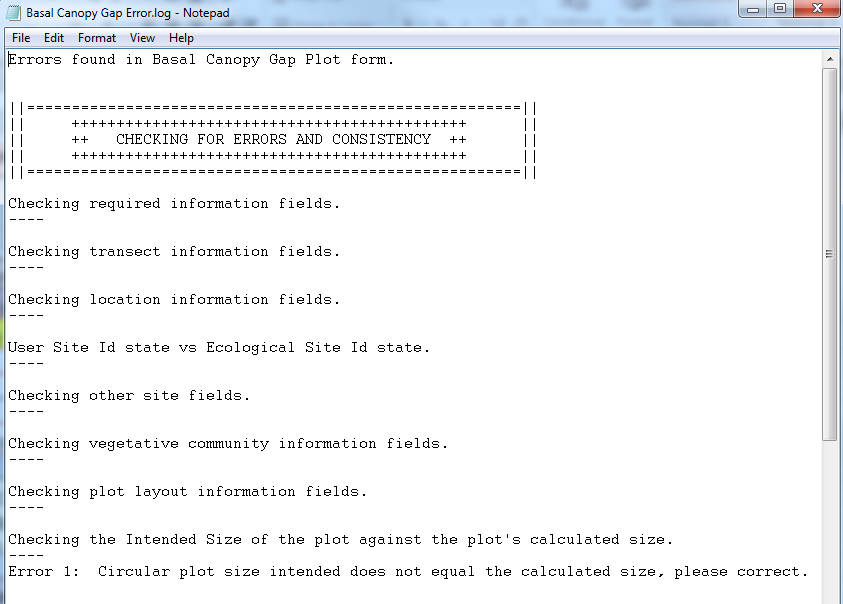 Basal Canopy Gap Error.log - Notepad
File Edit Format View Help
Errors found in Basal Canopy Gap Plot form.
||=======================================================||
||     ++++++++++++++++++++++++++++++++++++++++++++     ||
||     ++   CHECKING FOR ERRORS AND CONSISTENCY  ++     ||
||     ++++++++++++++++++++++++++++++++++++++++++++     ||
||=======================================================||
Checking required information fields.
----
Checking transect information fields.
----
Checking location information fields.
----
User Site Id state vs Ecological Site Id state.
----
Checking other site fields.
----
Checking vegetative community information fields.
----
Checking plot layout information fields.
----
Checking the Intended Size of the plot against the plot's calculated size.
----
Error 1:  Circular plot size intended does not equal the calculated size, please correct.